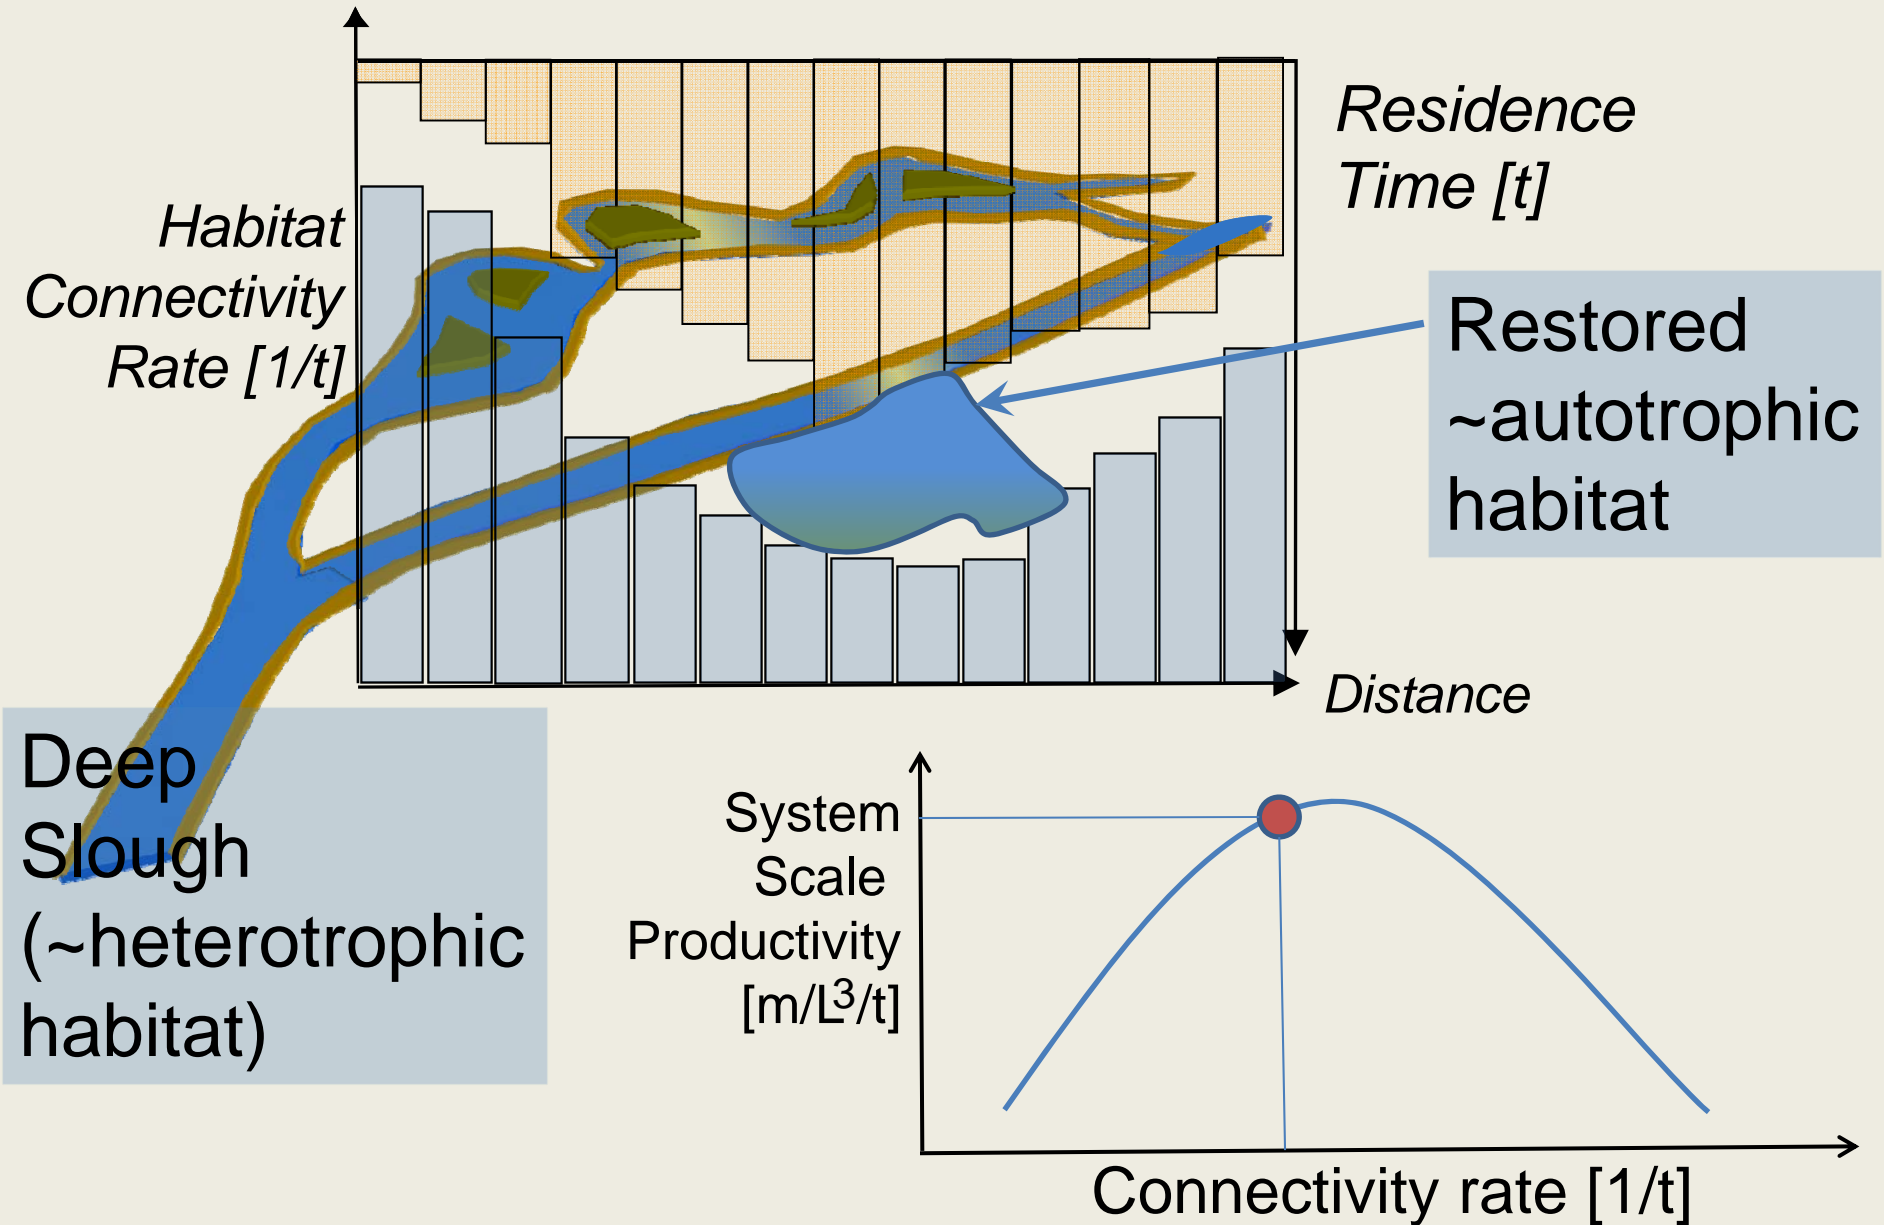 Residence
Time [t]
Habitat
Connectivity
Rate [1/t]
Restored
~autotrophic
habitat
Distance
Deep
Slough
(~heterotrophic
habitat)
System
Scale
Productivity
[m/L³/t]
Connectivity rate [1/t]